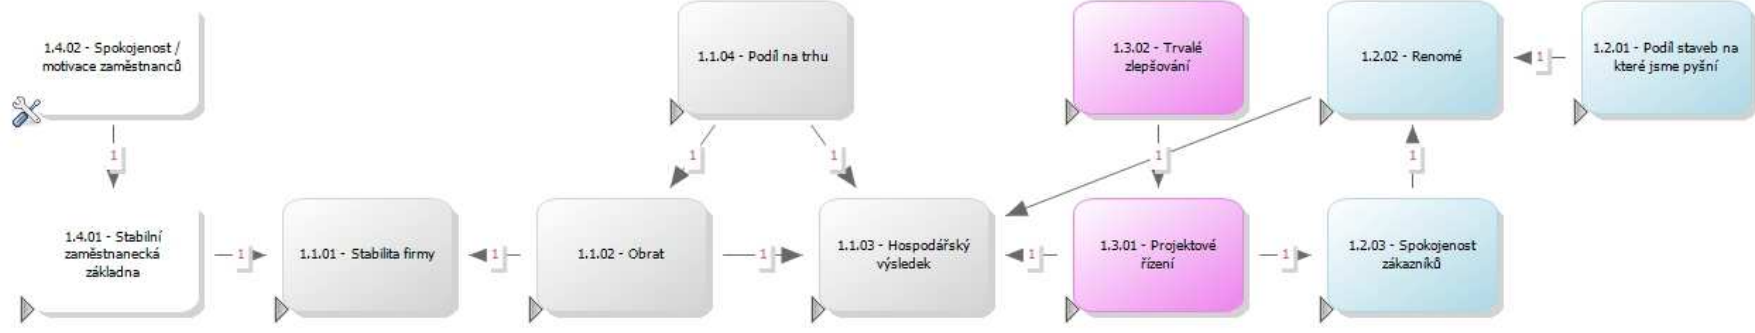 1.4.02 - Spokojenost /
motivace zaměstnanců
1.1.04 - Podíl na trhu
1.3.02 - Trvalé
zlepšování
1.2.02 - Renomé
1
1.2.01 - Podíl staveb na
které jsme pyšní
1
1
1
1
1
1.4.01 - Stabilní
zaměstnanecká
základna
1
1.1.01 - Stabilita firmy
1
1.1.02 - Obrat
1
1.1.03 - Hospodářský
výsledek
1
1.3.01 - Projektové
řízení
1
1.2.03 - Spokojenost
zákazníků